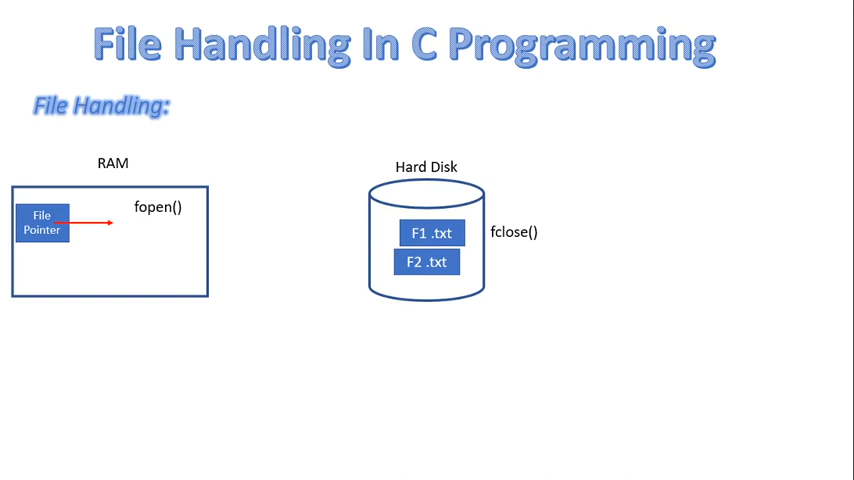 File Handling In C Programming
File Handling:
RAM
File
Pointer
fopen()
Hard Disk
F1 .txt
F2 .txt
fclose()